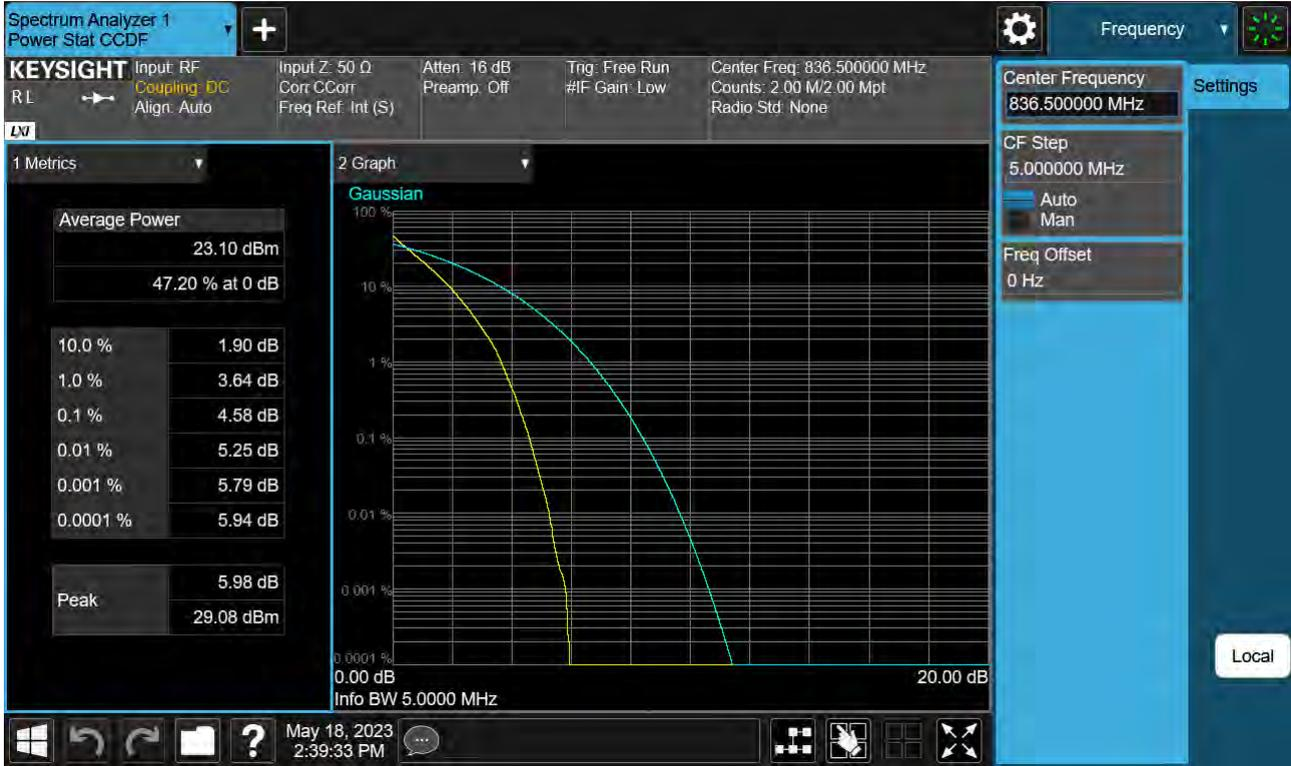 Spectrum Analyzer 1
Power Stat CCDF
Frequency
KEYSIGHT
R L
LXI
Input: RF
Coupling: DC
Align: Auto
Input Z: 50 Ω
Corr CCorr
Freq Ref: Int (S)
Atten: 16 dB
Preamp: Off
Trig: Free Run
#IF Gain: Low
Center Freq: 836.500000 MHz
Counts: 2.00 M/2.00 Mpt
Radio Std: None
Center Frequency
836.500000 MHz
Settings
CF Step
5.000000 MHz
Auto
Man
Freq Offset
0 Hz
1 Metrics
Average Power
23.10 dBm
47.20 % at 0 dB
10.0 % 1.90 dB
1.0 % 3.64 dB
0.1 % 4.58 dB
0.01 % 5.25 dB
0.001 % 5.79 dB
0.0001 % 5.94 dB
Peak 5.98 dB
29.08 dBm
2 Graph
Gaussian
100 %
10 %
1 %
0.1 %
0.01 %
0.001 %
0.0001 %
0.00 dB 20.00 dB
Info BW 5.0000 MHz
Local
?
May 18, 2023
2:39:33 PM